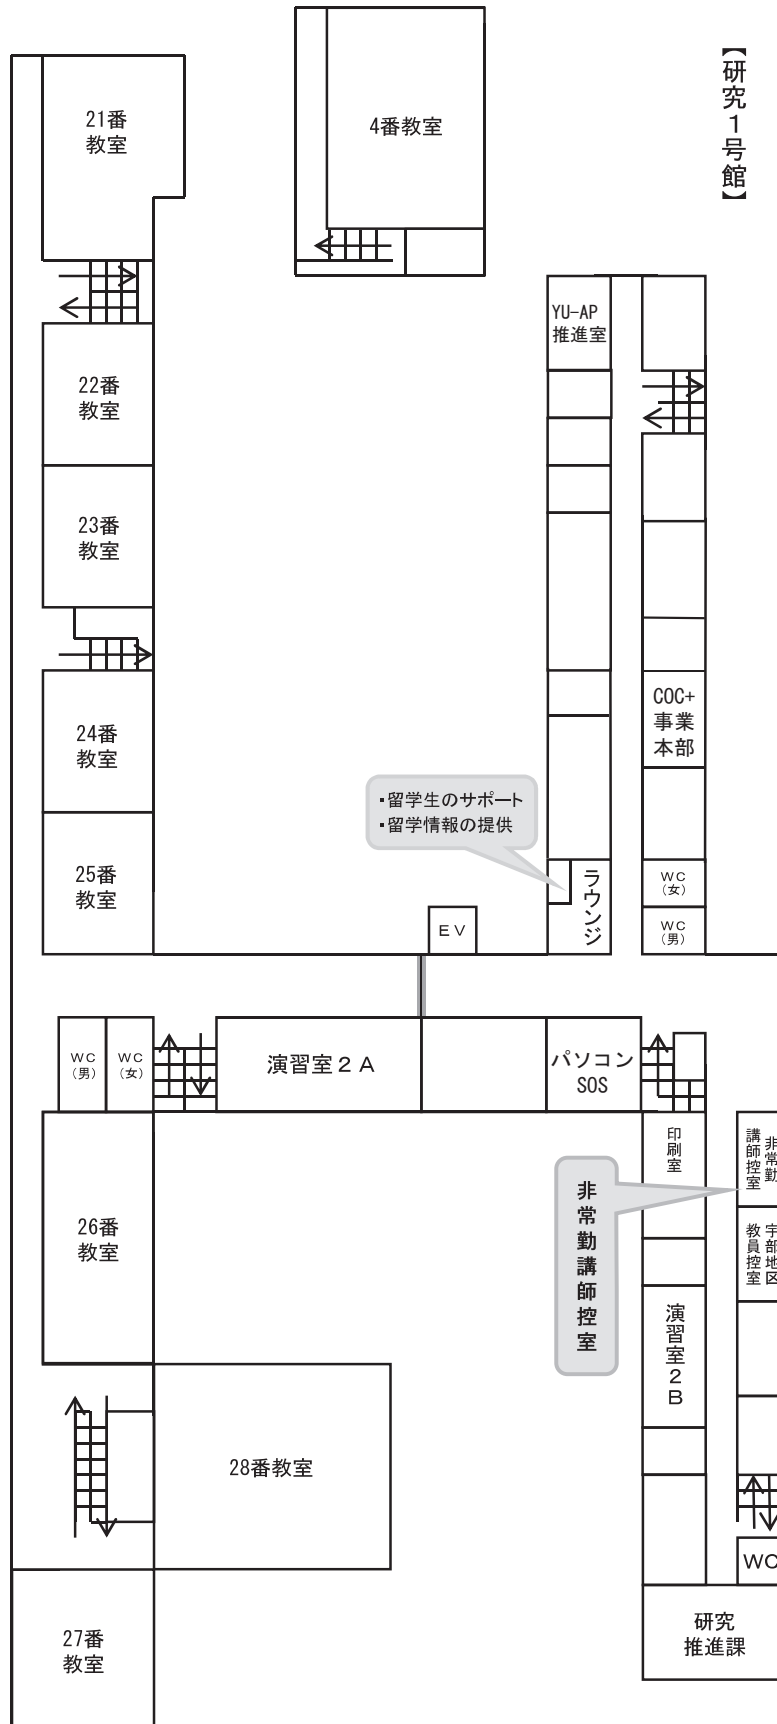 【研究１号館】
21番
教室
4番教室
YU-AP
推進室
22番
教室
23番
教室
24番
教室
COC+
事業
本部
・留学生のサポート
・留学情報の提供
25番
教室
ラウンジ
WC
(女)
WC
(男)
EV
WC
(男)
WC
(女)
演習室２A
パソコン
SOS
印刷室
非常勤
講師控室
非常勤講師控室
宇部地区
教員控室
26番
教室
演習室２B
28番教室
WC
27番
教室
研究
推進課